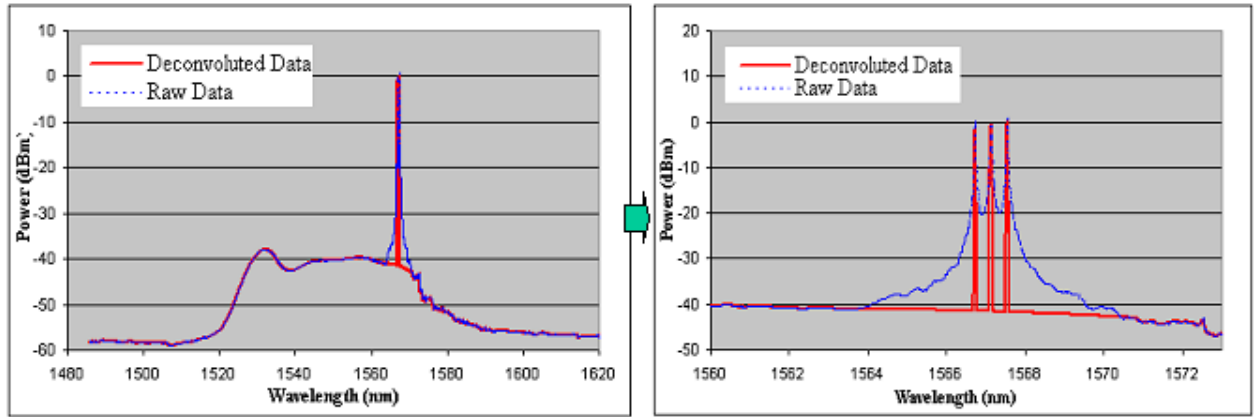 10
0
-10
-20
-30
-40
-50
-60
Power (dBm)
Deconvoluted Data
Raw Data
1480 1500 1520 1540 1560 1580 1600 1620
Wavelength (nm)
20
10
0
-10
-20
-30
-40
-50
Power (dBm)
Deconvoluted Data
Raw Data
1560 1562 1564 1566 1568 1570 1572
Wavelength (nm)